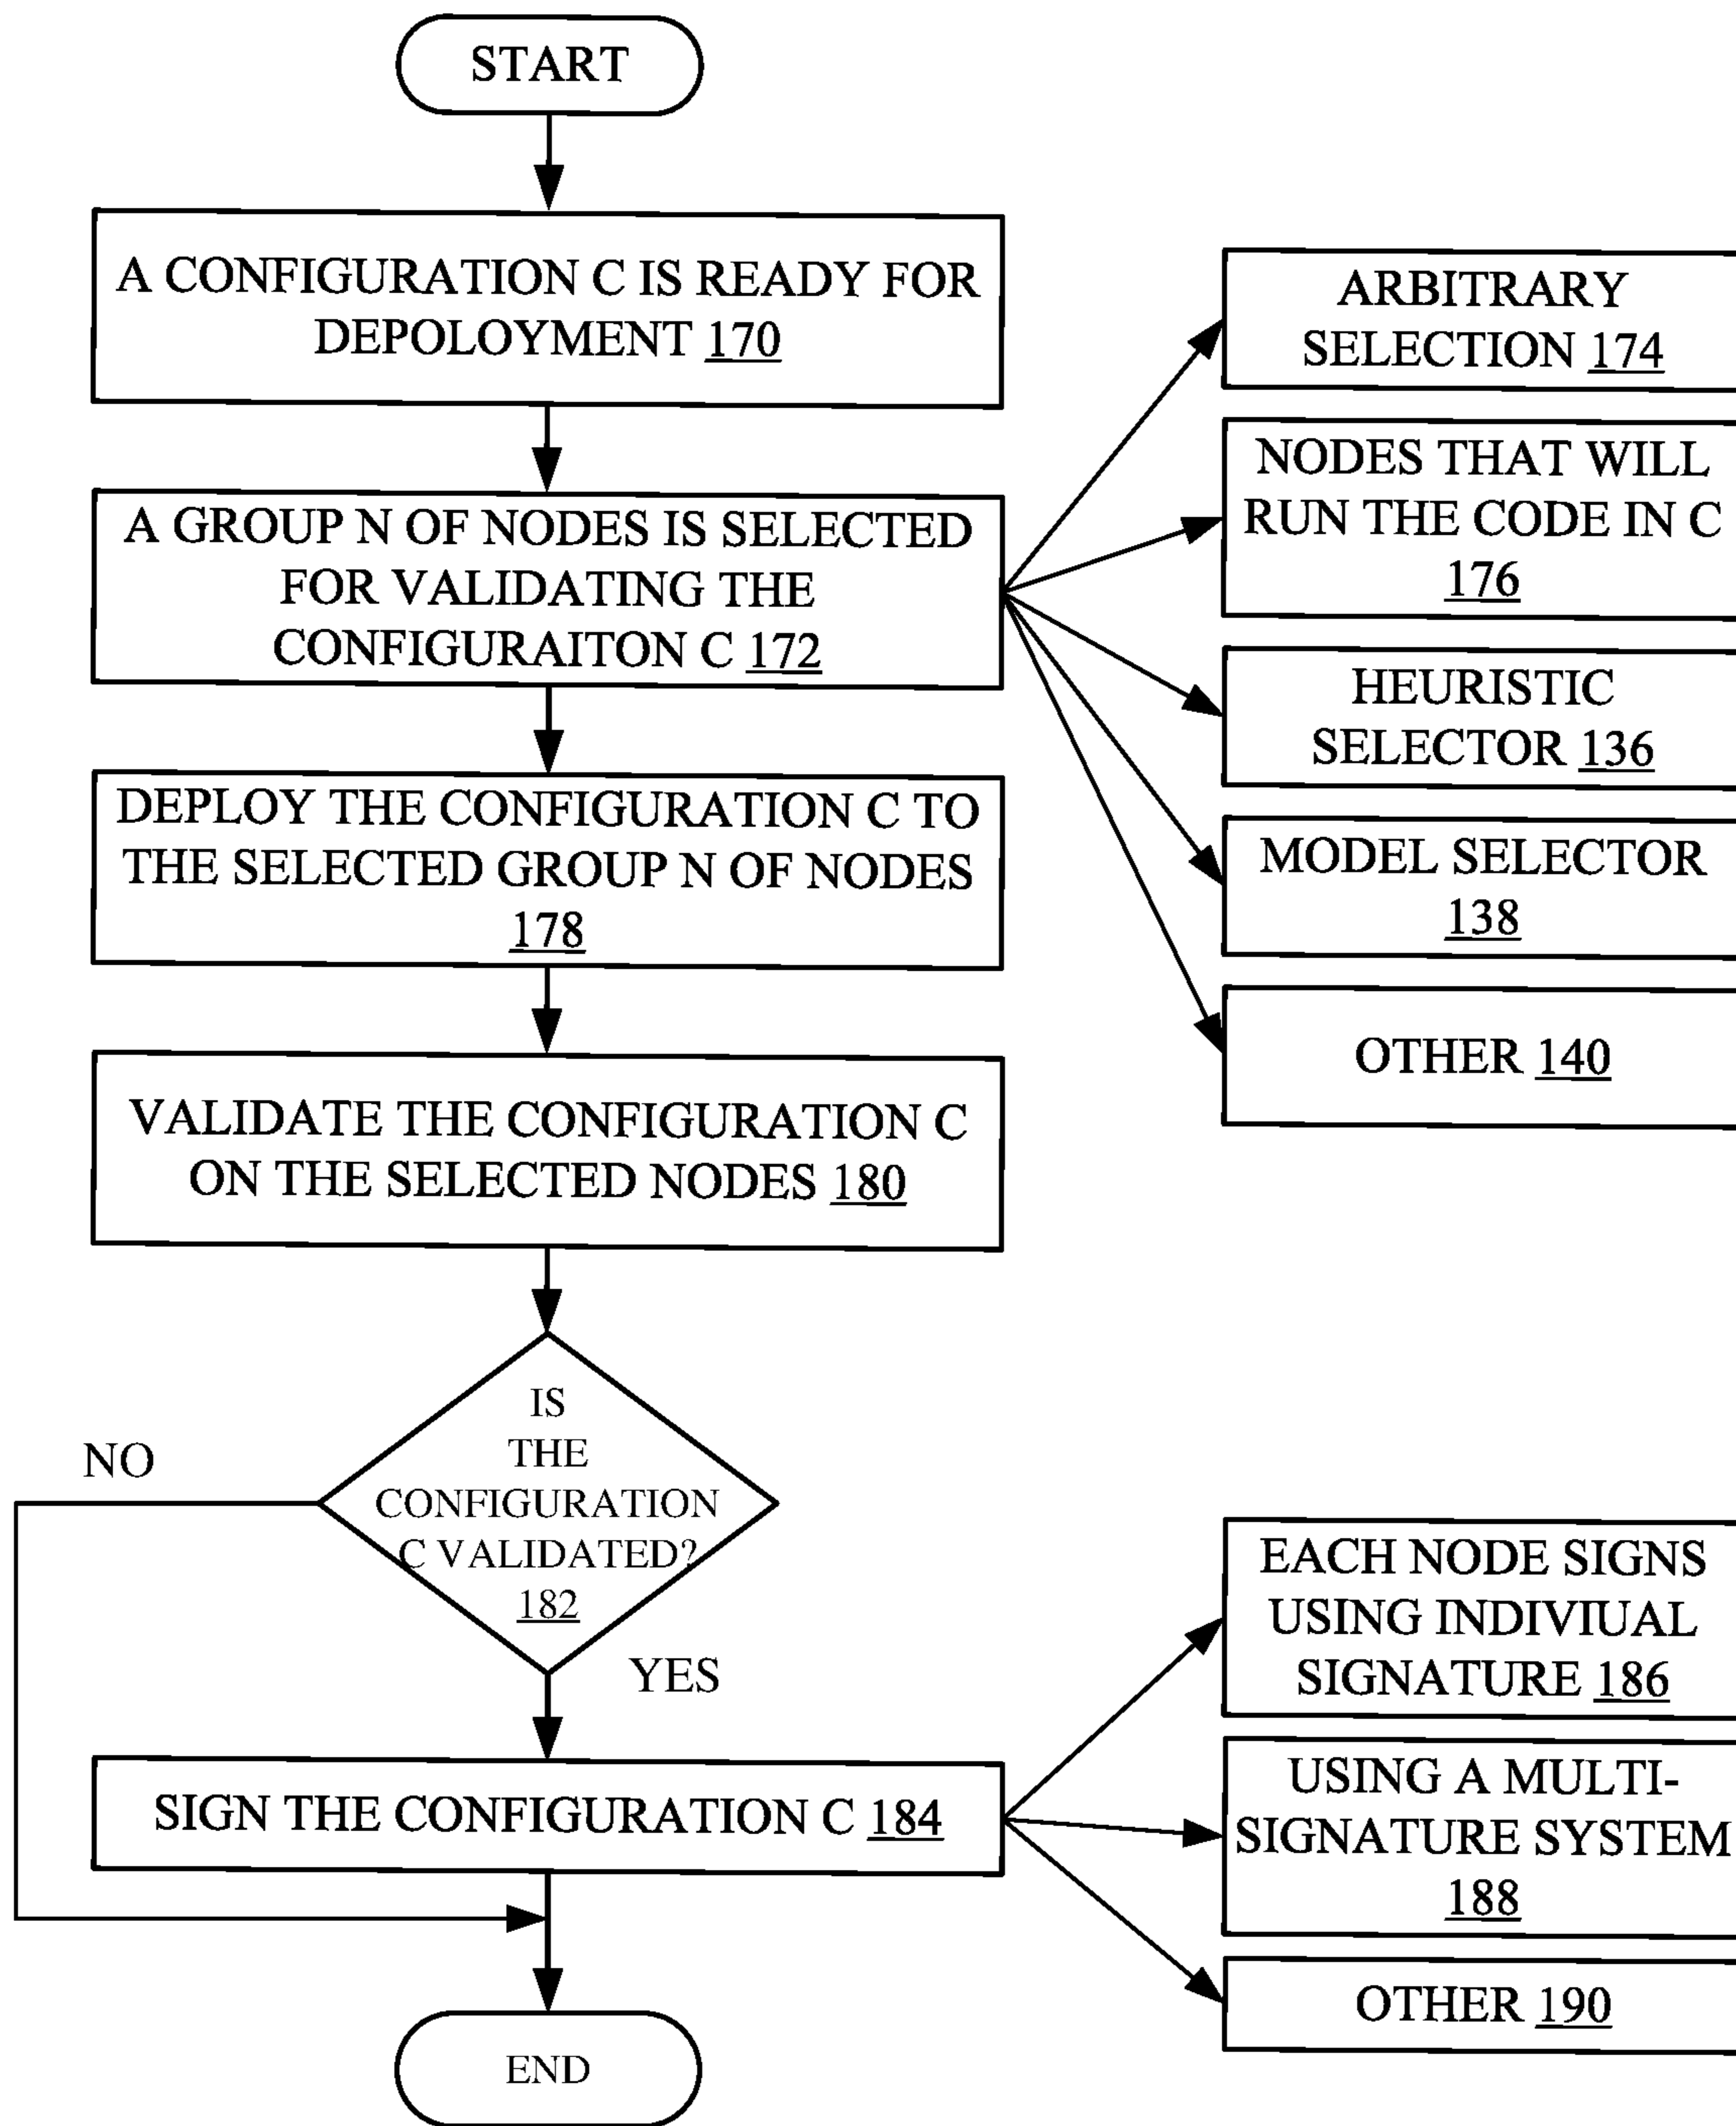 START
A CONFIGURATION C IS READY FOR
DEPOLOYMENT 170
A GROUP N OF NODES IS SELECTED
FOR VALIDATING THE
CONFIGURAITON C 172
ARBITRARY
SELECTION 174
NODES THAT WILL
RUN THE CODE IN C
176
HEURISTIC
SELECTOR 136
MODEL SELECTOR
138
OTHER 140
DEPLOY THE CONFIGURATION C TO
THE SELECTED GROUP N OF NODES
178
VALIDATE THE CONFIGURATION C
ON THE SELECTED NODES 180
IS
THE
CONFIGURATION
C VALIDATED?
182
NO
YES
SIGN THE CONFIGURATION C 184
EACH NODE SIGNS
USING INDIVIUAL
SIGNATURE 186
USING A MULTI-
SIGNATURE SYSTEM
188
OTHER 190
END